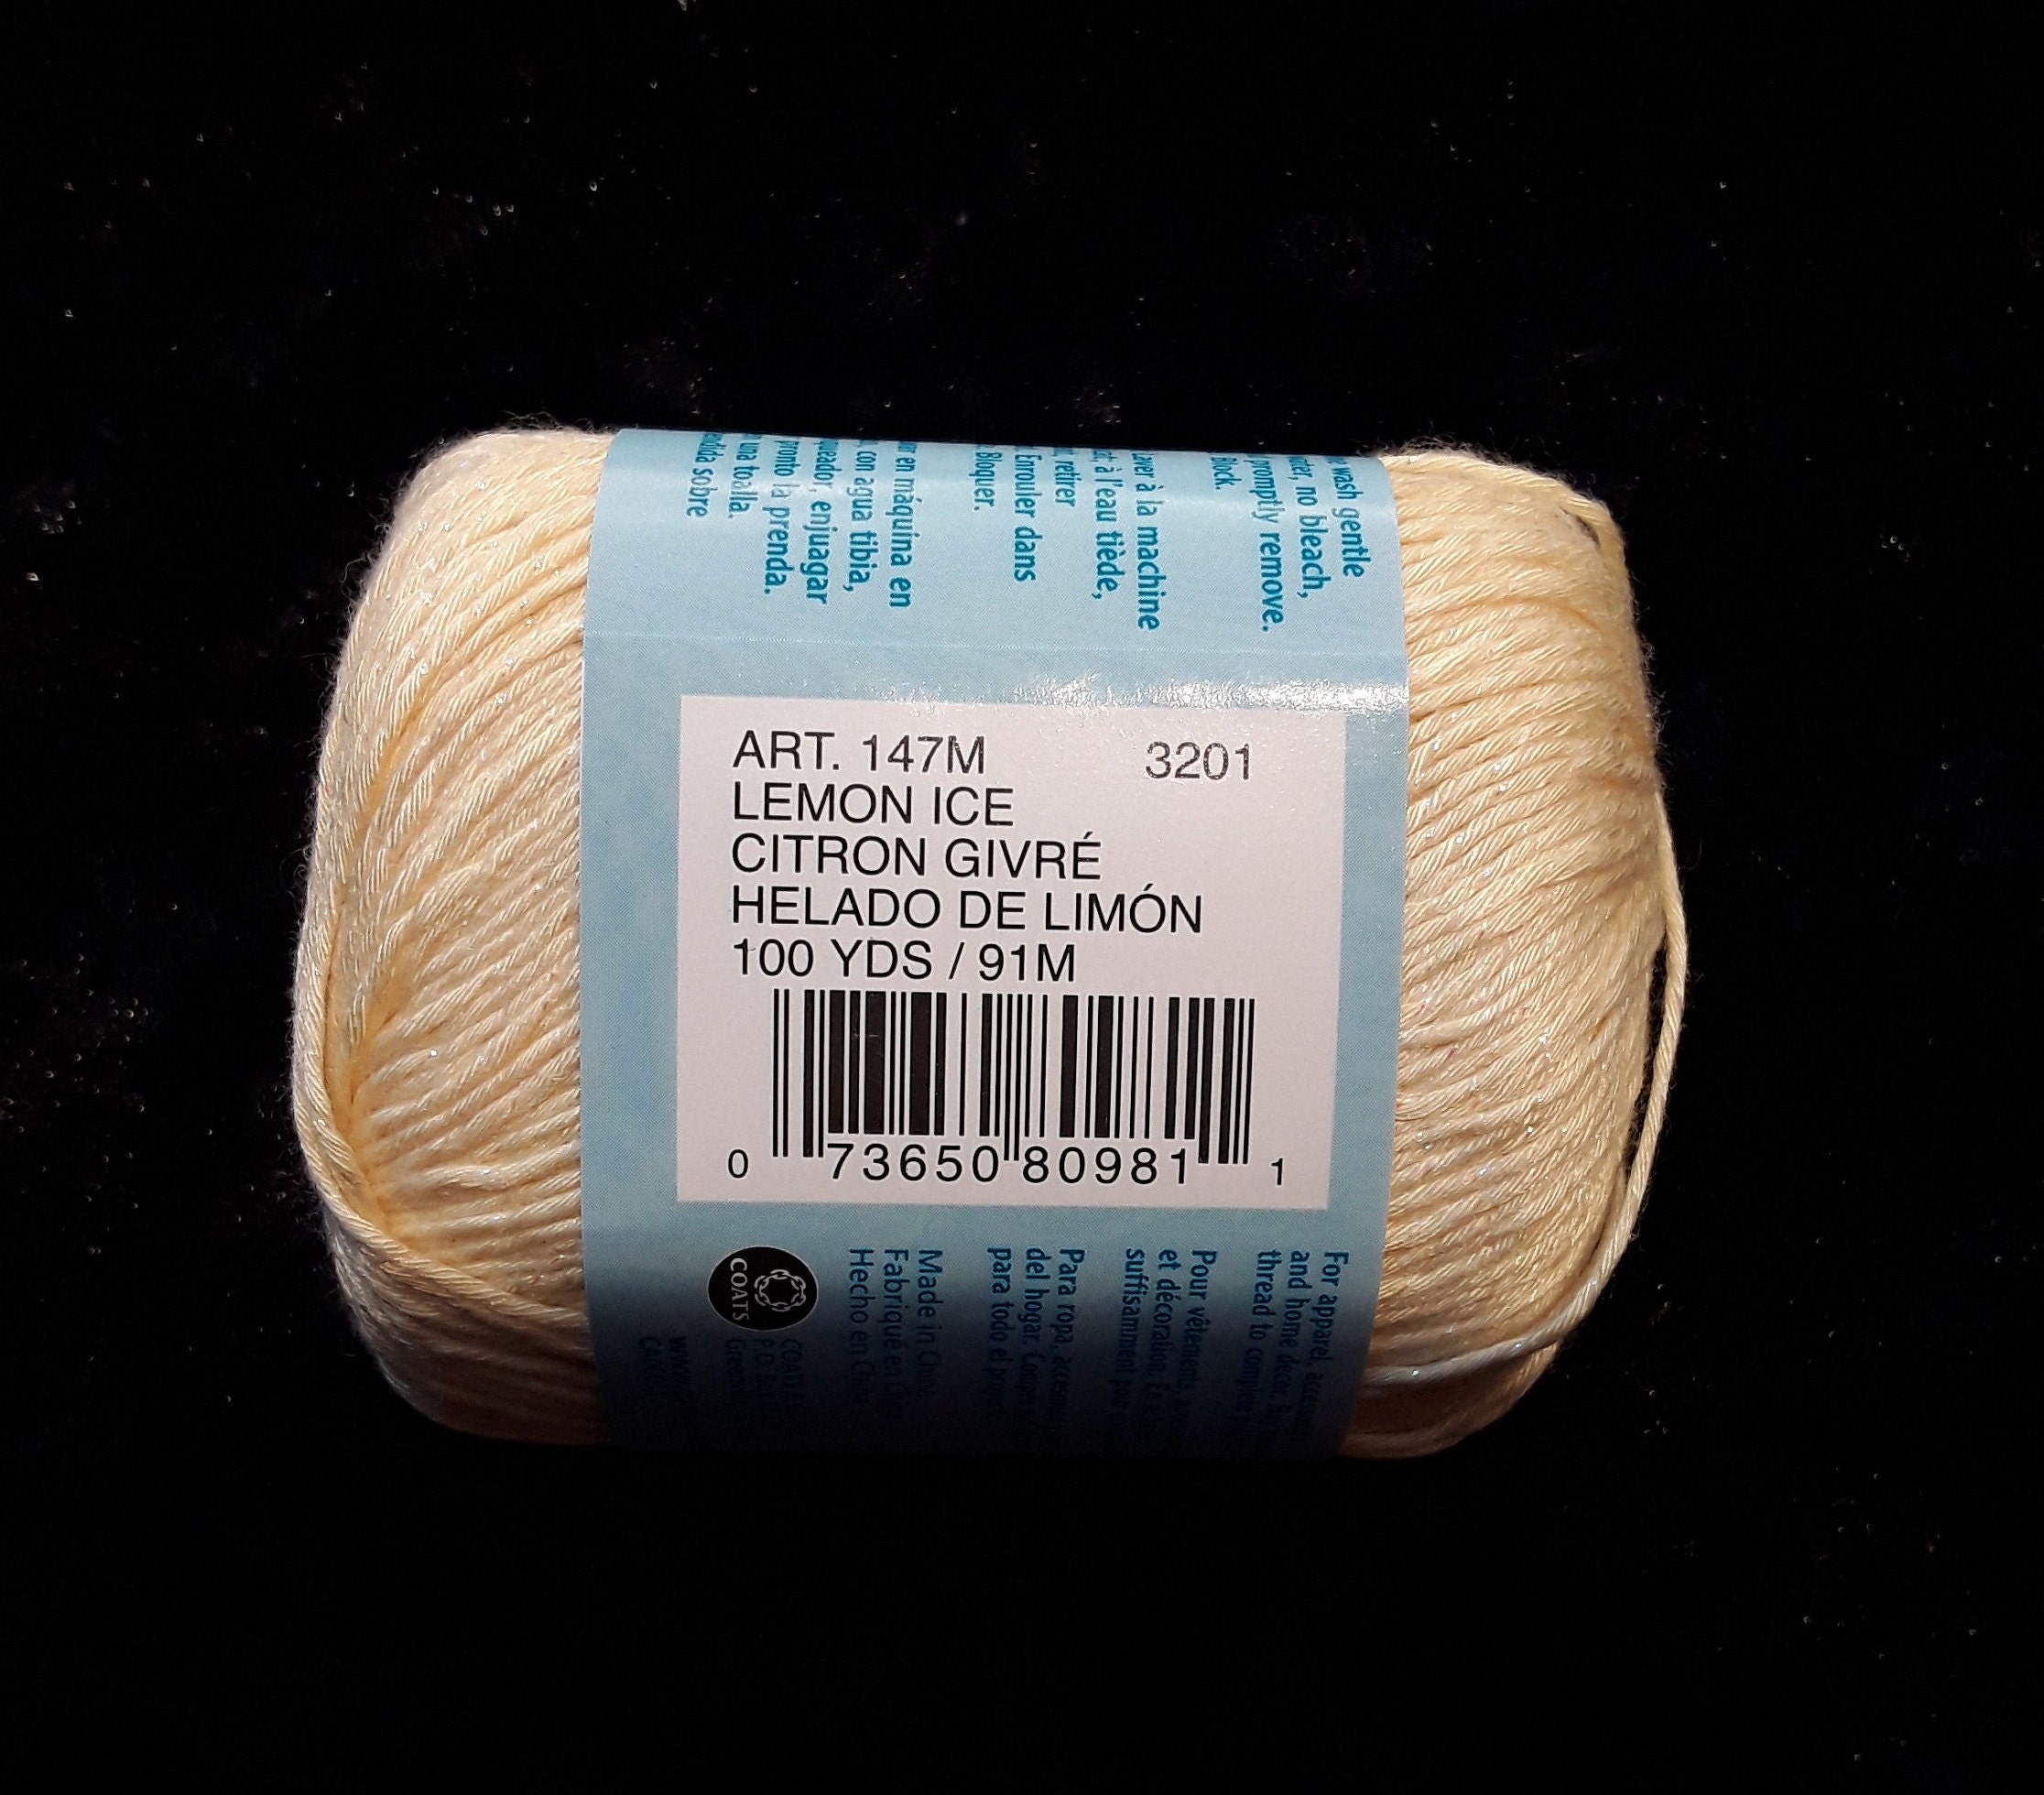 wash gentle
no bleach,
promptly remove.
Block.
à la machine
à l'eau tiède,
retirer
Enrouler dans
Bloquer.
en máquina en
con agua tibia,
enjuagar
pronto la prenda.
una toalla.
sobre
ART. 147M 3201
LEMON ICE
CITRON GIVRÉ
HELADO DE LIMÓN
100 YDS / 91M
0 73650 80981 1
For apparel,
and home décor.
thread to complete
Pour vêtements,
et décoration. En
suffisamment
Para ropa,
del hogar.
para todo el
Made in China
Fabriqué en
Hecho en China
COATS